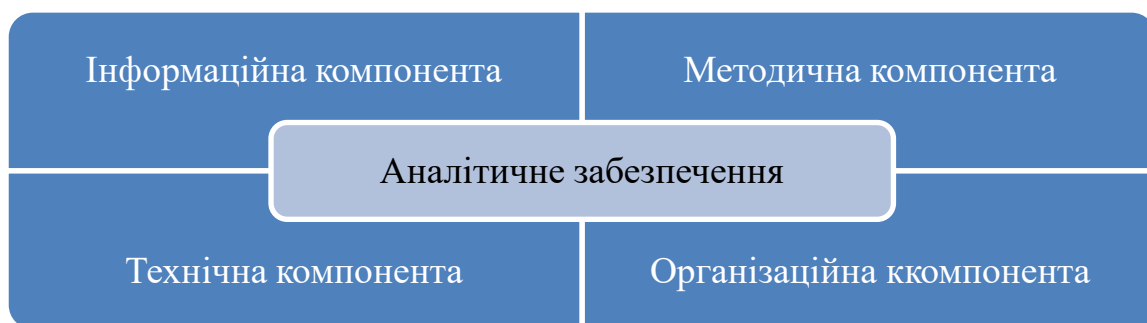 Інформаційна компонента
Методична компонента
Аналітичне забезпечення
Технічна компонента
Організаційна ккомпонента